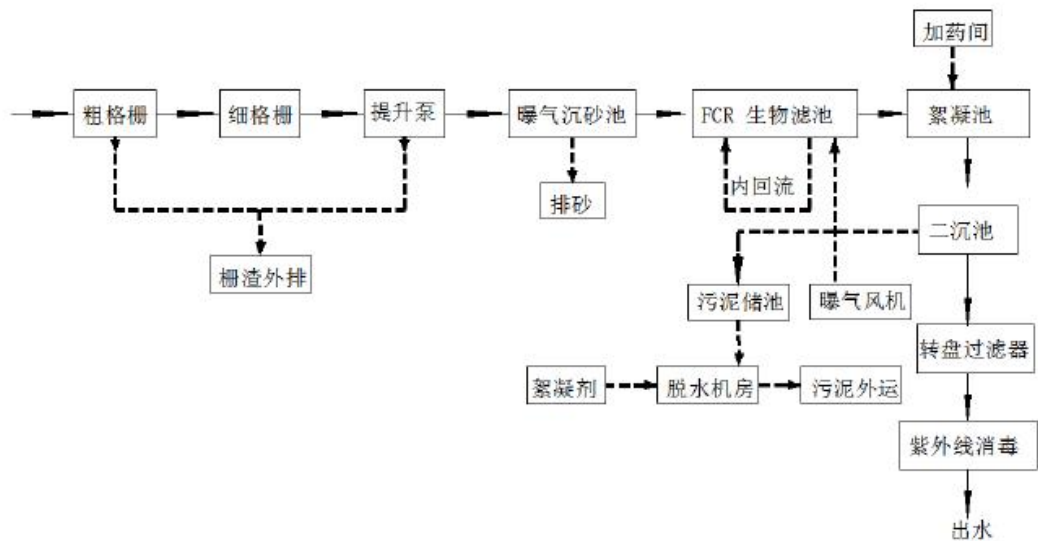 加药间
粗格栅
细格栅
提升泵
曝气沉砂池
FCR 生物滤池
絮凝池
内回流
排砂
二沉池
栅渣外排
污泥储池
曝气风机
转盘过滤器
絮凝剂
脱水机房
污泥外运
紫外线消毒
出水